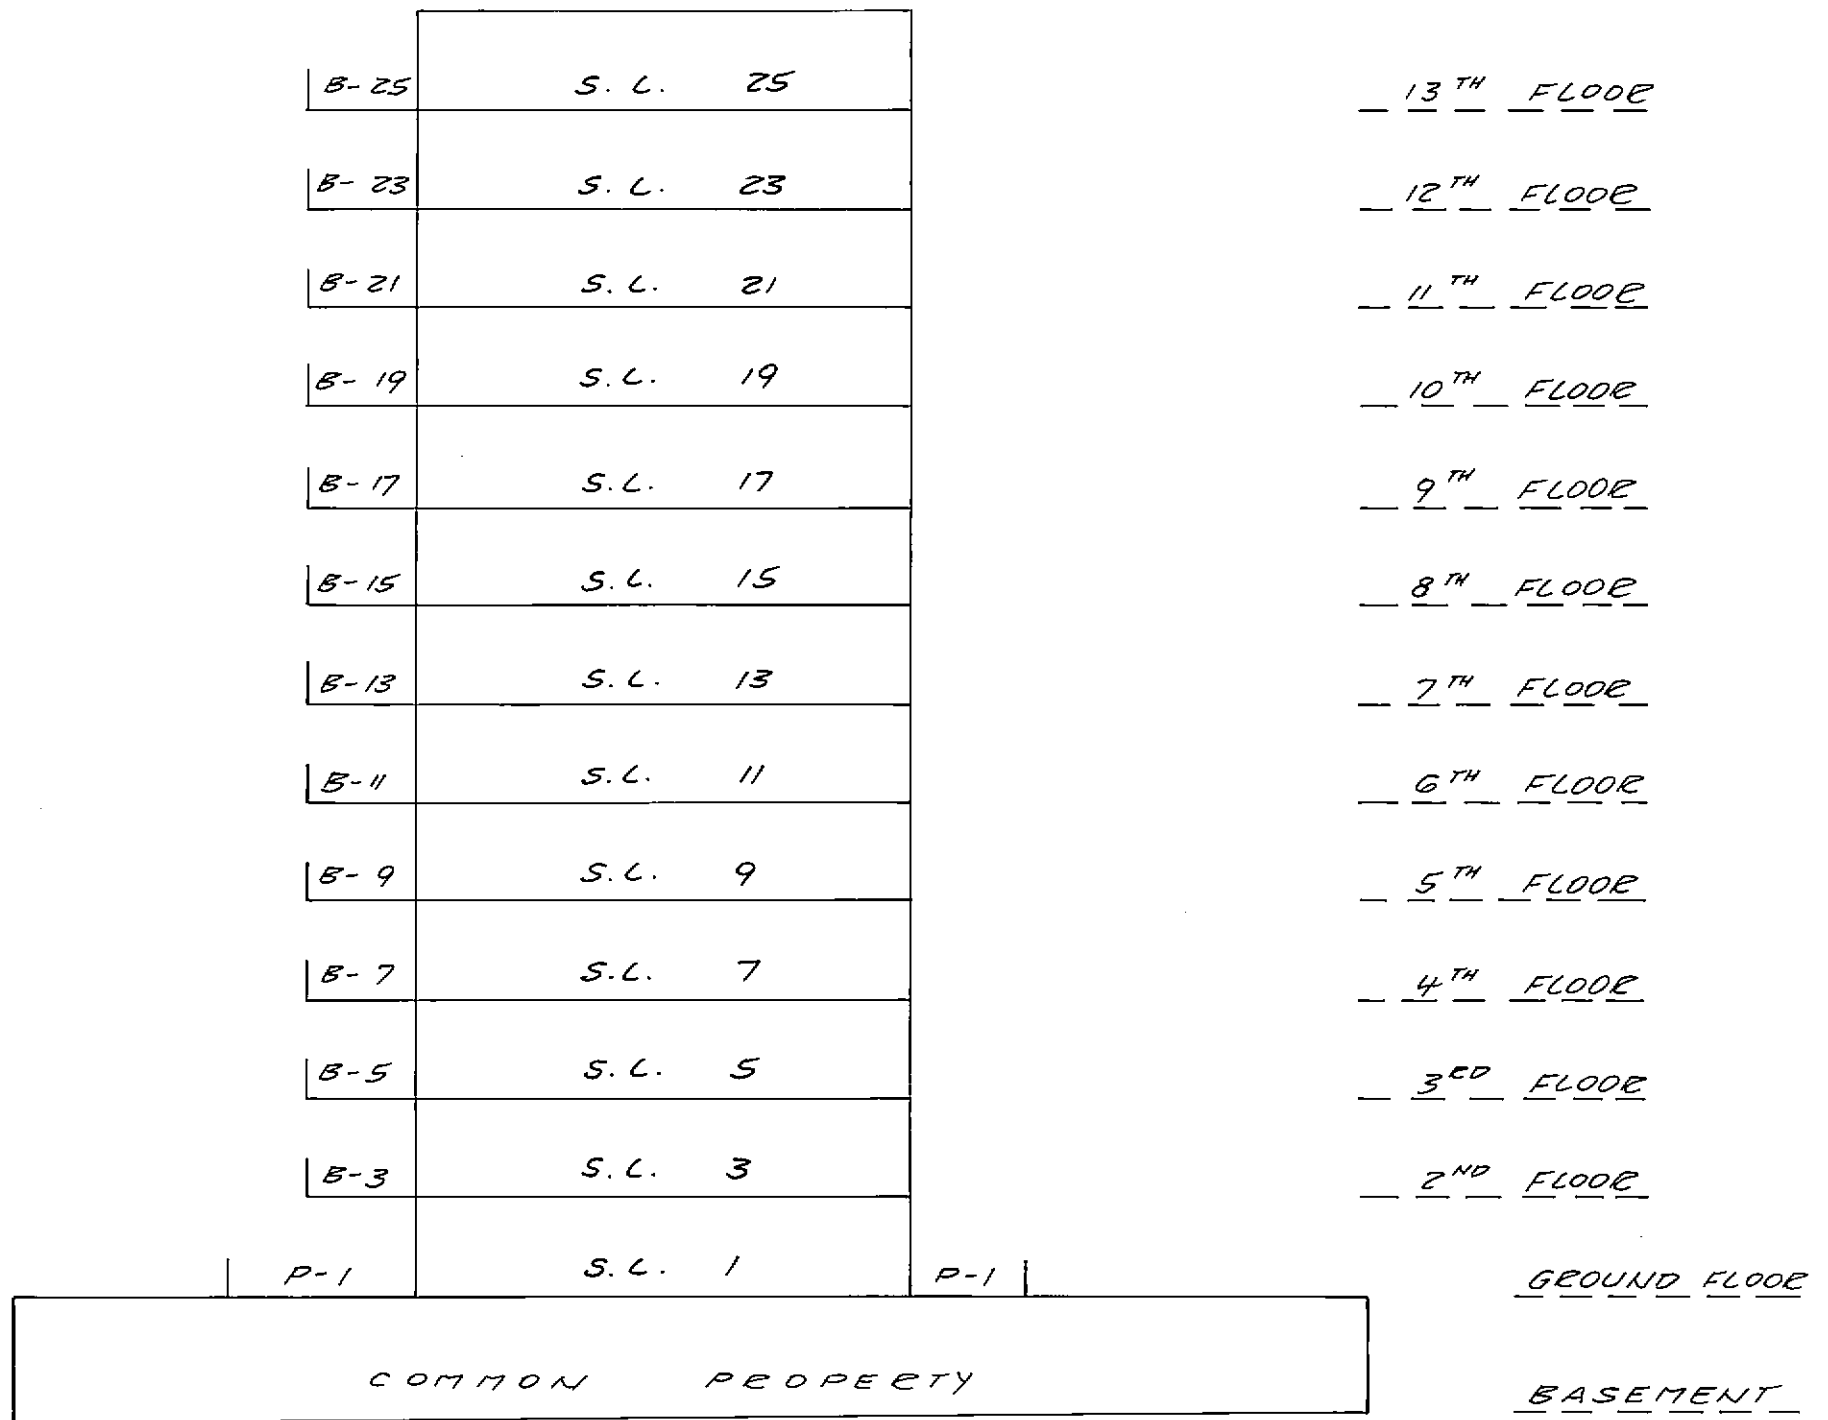 B-25 S. L. 25 13TH FLOOR
B-23 S. L. 23 12TH FLOOR
B-21 S. L. 21 11TH FLOOR
B-19 S. L. 19 10TH FLOOR
B-17 S. L. 17 9TH FLOOR
B-15 S. L. 15 8TH FLOOR
B-13 S. L. 13 7TH FLOOR
B-11 S. L. 11 6TH FLOOR
B-9 S. L. 9 5TH FLOOR
B-7 S. L. 7 4TH FLOOR
B-5 S. L. 5 3RD FLOOR
B-3 S. L. 3 2ND FLOOR
P-1 S. L. 1 P-1 GROUND FLOOR
COMMON PROPERTY BASEMENT